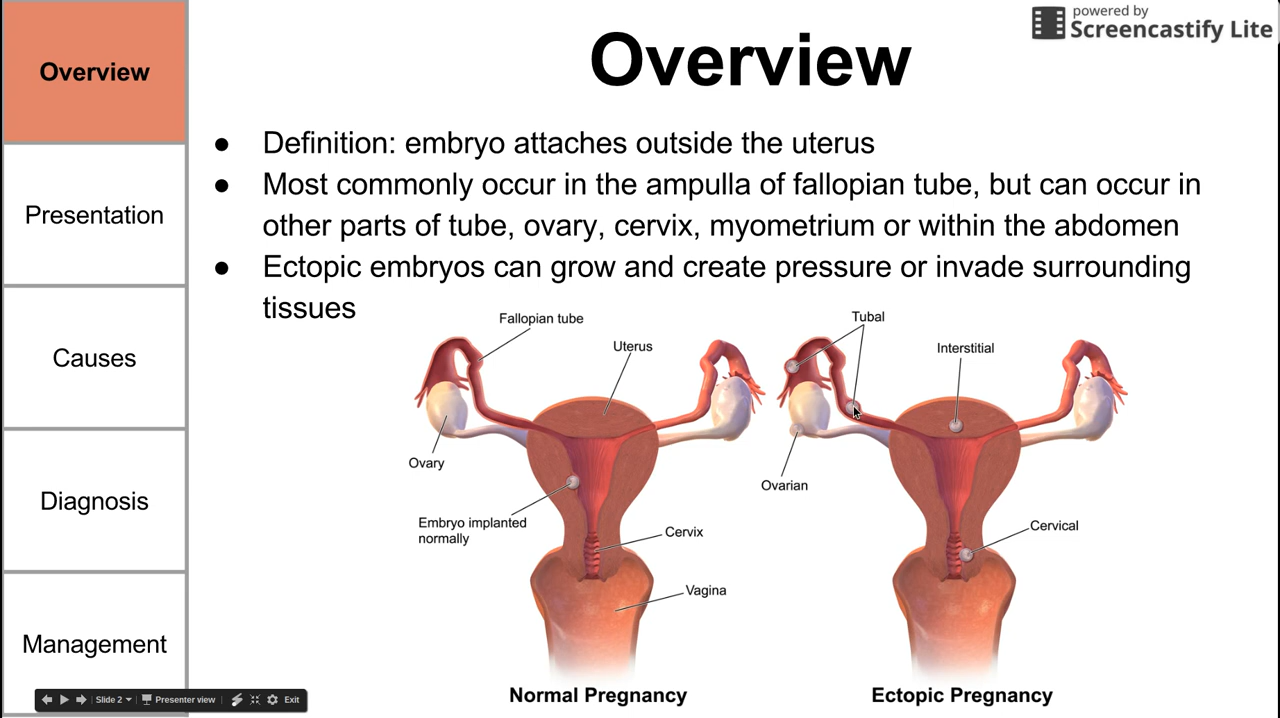 powered by
Screencastify Lite
Overview
Overview
Presentation
Causes
Diagnosis
Management
● Definition: embryo attaches outside the uterus
● Most commonly occur in the ampulla of fallopian tube, but can occur in
other parts of tube, ovary, cervix, myometrium or within the abdomen
● Ectopic embryos can grow and create pressure or invade surrounding
tissues
Fallopian tube
Uterus
Ovary
Embryo implanted
normally
Cervix
Vagina
Normal Pregnancy
Tubal
Interstitial
Ovarian
Cervical
Ectopic Pregnancy
Slide 2
Presenter view
Exit